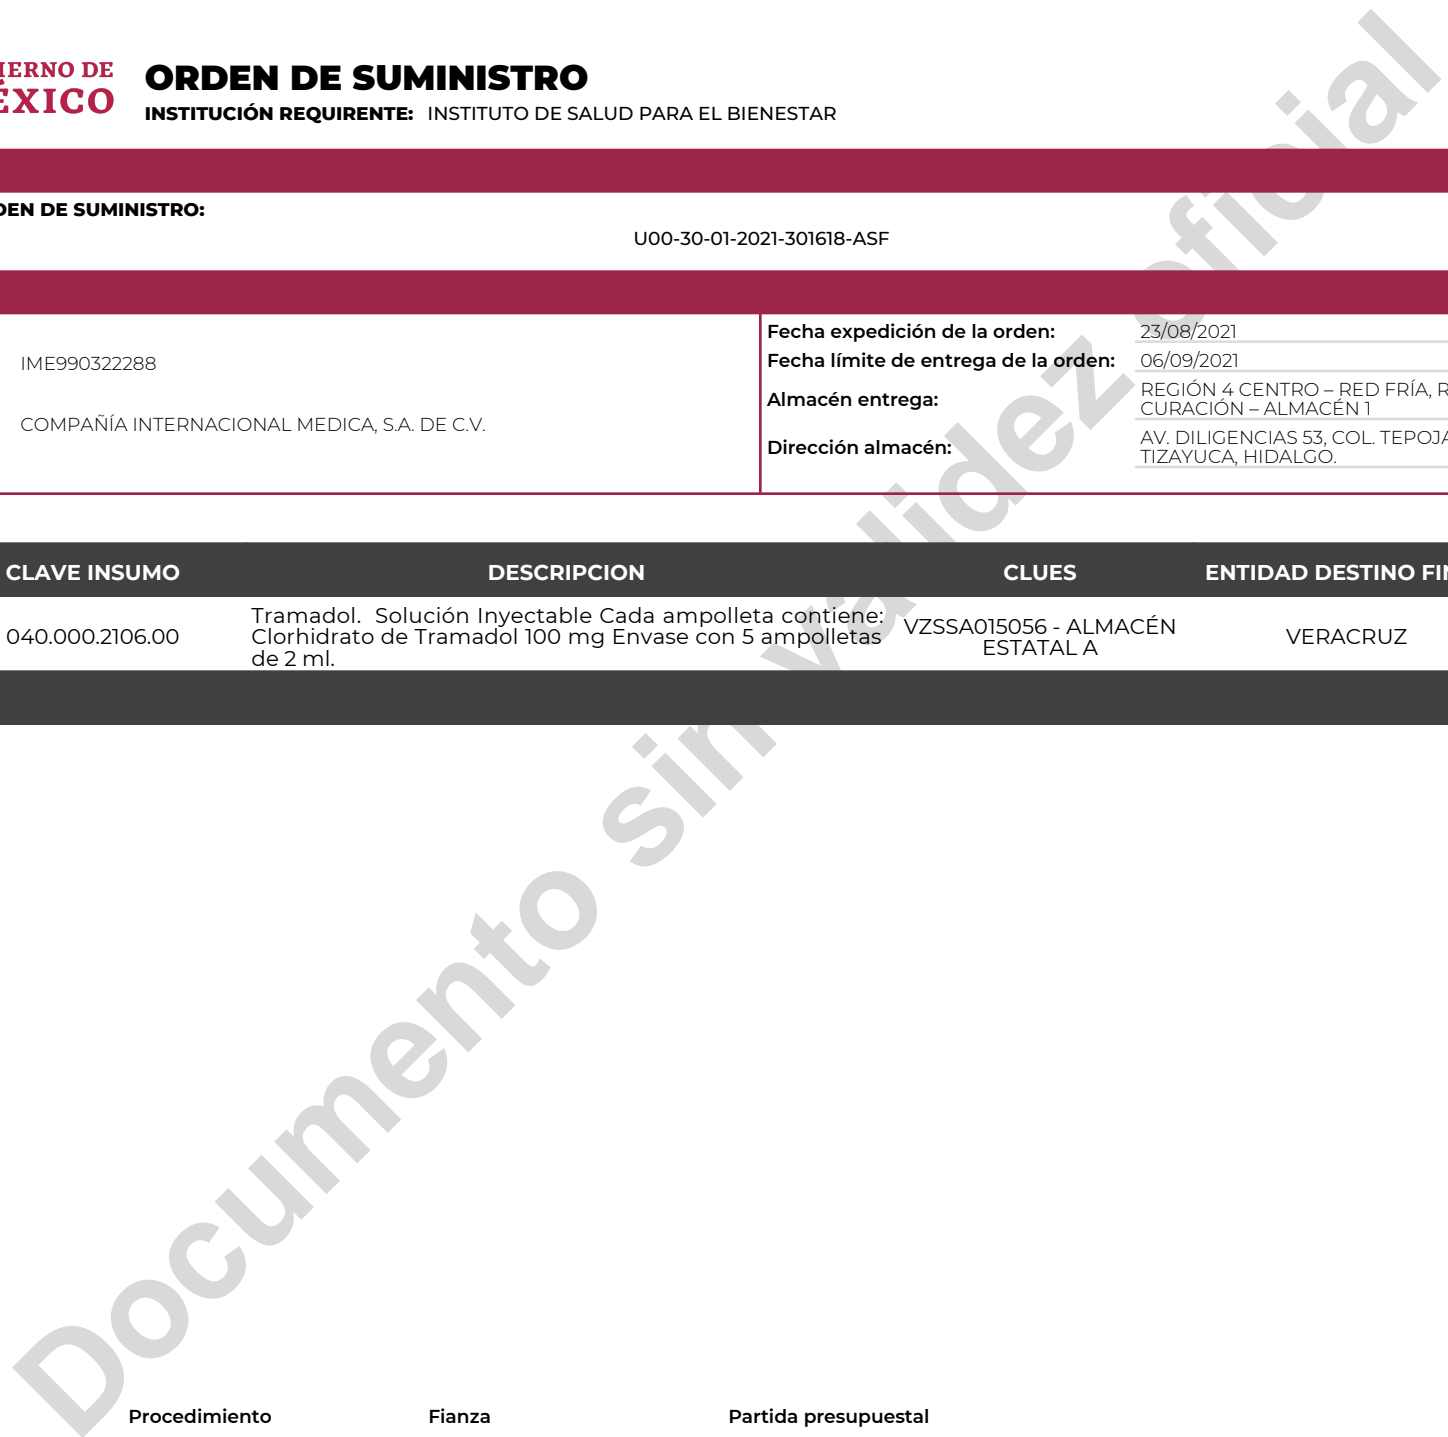 IERNO DE
ÉXICO
ORDEN DE SUMINISTRO
INSTITUCIÓN REQUIRENTE: INSTITUTO DE SALUD PARA EL BIENESTAR
DEN DE SUMINISTRO:
U00-30-01-2021-301618-ASF
IME990322288
COMPAÑÍA INTERNACIONAL MEDICA, S.A. DE C.V.
Fecha expedición de la orden: 23/08/2021
Fecha límite de entrega de la orden: 06/09/2021
Almacén entrega: REGIÓN 4 CENTRO – RED FRÍA, R
CURACIÓN – ALMACÉN 1
Dirección almacén: AV. DILIGENCIAS 53, COL. TEPOJA
TIZAYUCA, HIDALGO.
CLAVE INSUMO DESCRIPCION CLUES ENTIDAD DESTINO FIN
040.000.2106.00
Tramadol. Solución Inyectable Cada ampolleta contiene:
Clorhidrato de Tramadol 100 mg Envase con 5 ampolletas
de 2 ml.
VZSSA015056 - ALMACÉN
ESTATAL A
VERACRUZ
Documento sin validez oficial
Procedimiento Fianza Partida presupuestal